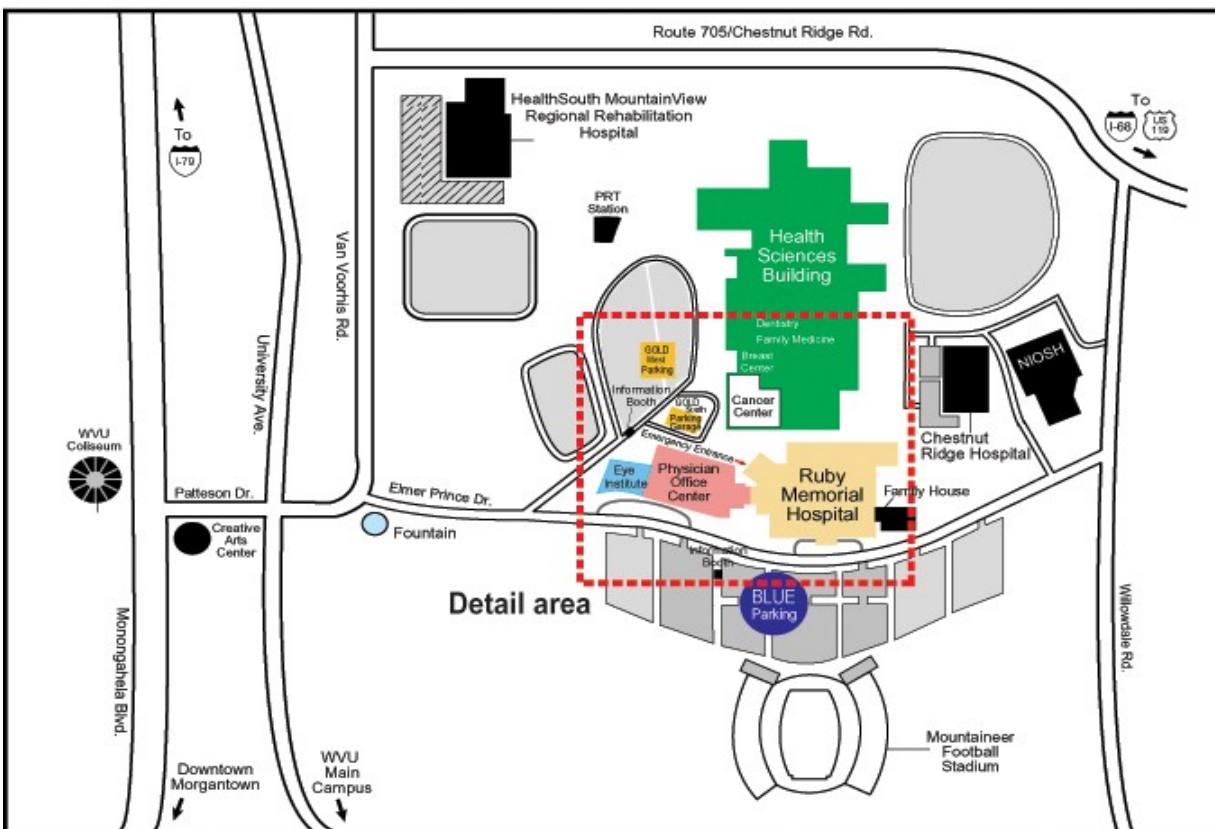 Route 705/Chestnut Ridge Rd.
HealthSouth MountainView
Regional Rehabilitation
Hospital
To
I-79
To
I-68
US
119
PRT
Station
Health
Sciences
Building
Van Voorhis Rd.
University Ave.
Dentistry
Family Medicine
Breast
Center
Cancer
Center
GOLD
West
Parking
Information
Booth
GOLD
South
Parking
Garage
NIOSH
Chestnut
Ridge Hospital
WVU
Coliseum
Emergency Entrance
Eye
Institute
Physician
Office
Center
Ruby
Memorial
Hospital
Family House
Patteson Dr.
Elmer Prince Dr.
Creative
Arts
Center
Fountain
Information
Booth
Detail area
BLUE
Parking
Monongahela Blvd.
Willowdale Rd.
Mountaineer
Football
Stadium
Downtown
Morgantown
WVU
Main
Campus